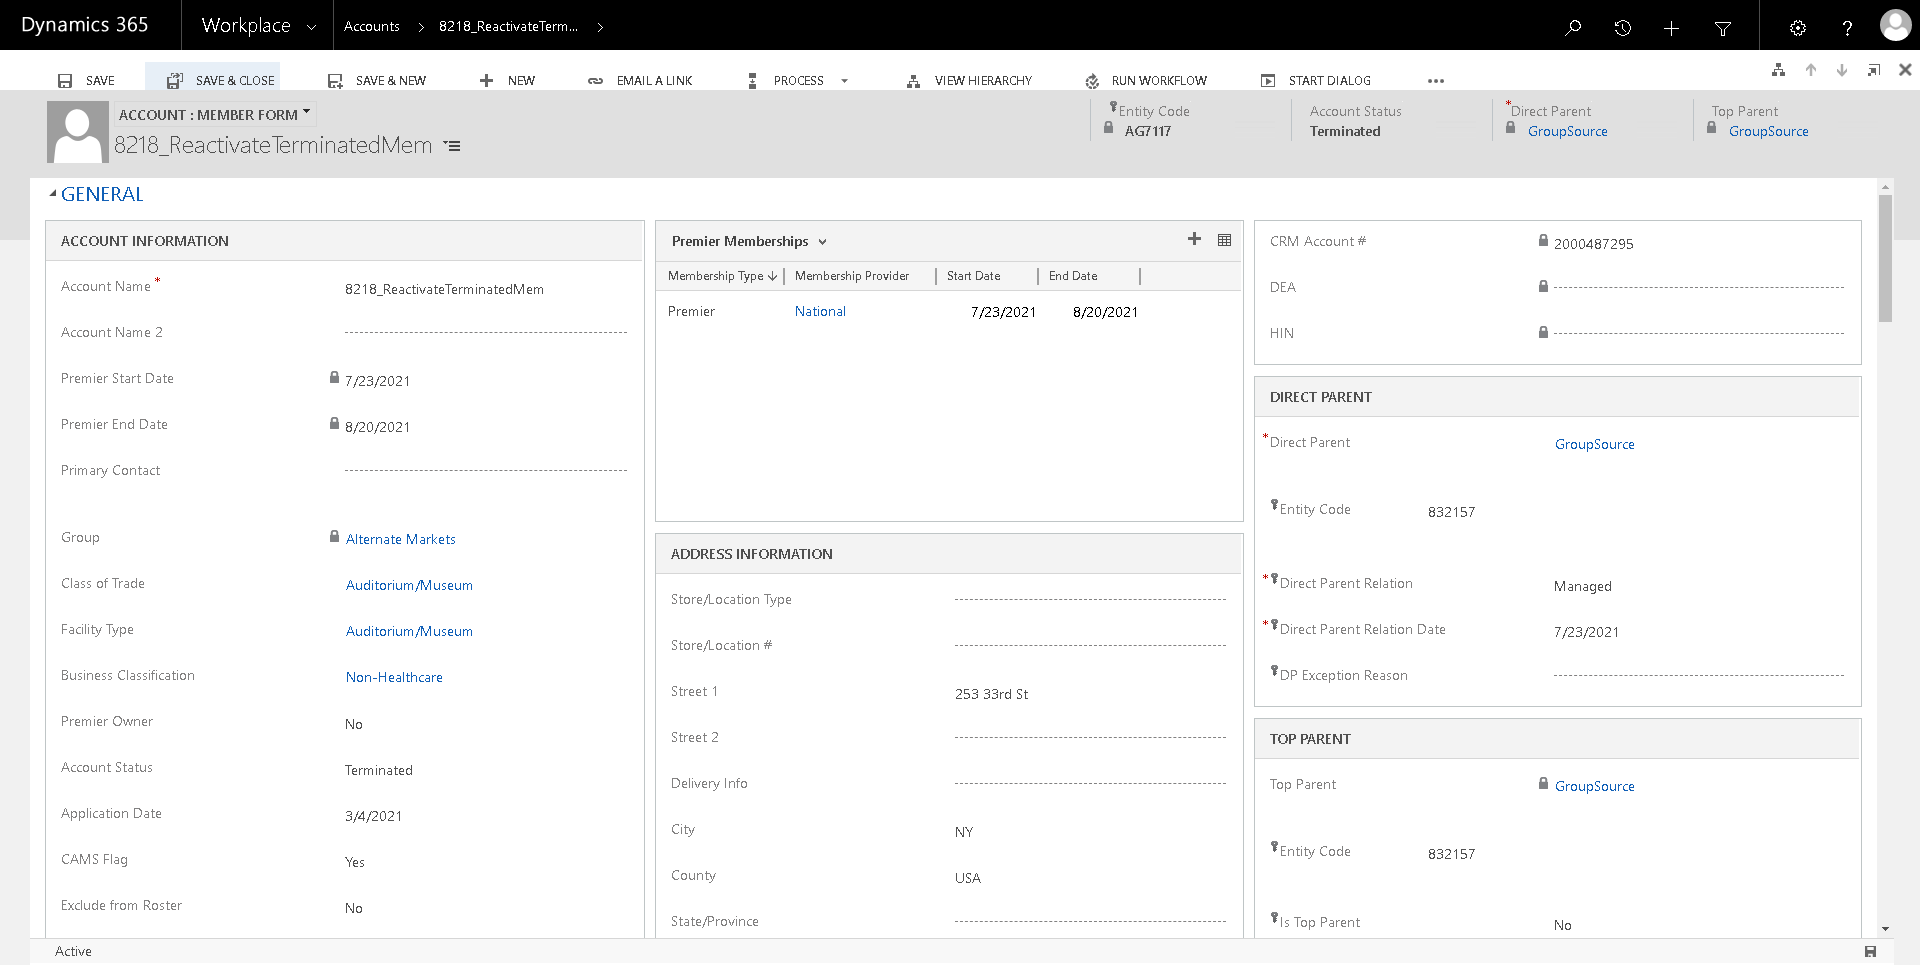 Dynamics 365
Workplace
Accounts
8218_ReactivateTerm...
SAVE
SAVE & CLOSE
SAVE & NEW
NEW
EMAIL A LINK
PROCESS
VIEW HIERARCHY
RUN WORKFLOW
START DIALOG
ACCOUNT : MEMBER FORM
8218_ReactivateTerminatedMem
Entity Code
AG7117
Account Status
Terminated
*Direct Parent
GroupSource
Top Parent
GroupSource
GENERAL
ACCOUNT INFORMATION
Account Name *
8218_ReactivateTerminatedMem
Account Name 2
Premier Start Date
7/23/2021
Premier End Date
8/20/2021
Primary Contact
Group
Alternate Markets
Class of Trade
Auditorium/Museum
Facility Type
Auditorium/Museum
Business Classification
Non-Healthcare
Premier Owner
No
Account Status
Terminated
Application Date
3/4/2021
CAMS Flag
Yes
Exclude from Roster
No
Premier Memberships
Membership Type
Membership Provider
Start Date
End Date
Premier
National
7/23/2021
8/20/2021
ADDRESS INFORMATION
Store/Location Type
Store/Location #
Street 1
253 33rd St
Street 2
Delivery Info
City
NY
County
USA
State/Province
CRM Account #
2000487295
DEA
HIN
DIRECT PARENT
*Direct Parent
GroupSource
Entity Code
832157
*Direct Parent Relation
Managed
*Direct Parent Relation Date
7/23/2021
DP Exception Reason
TOP PARENT
Top Parent
GroupSource
Entity Code
832157
Is Top Parent
No
Active